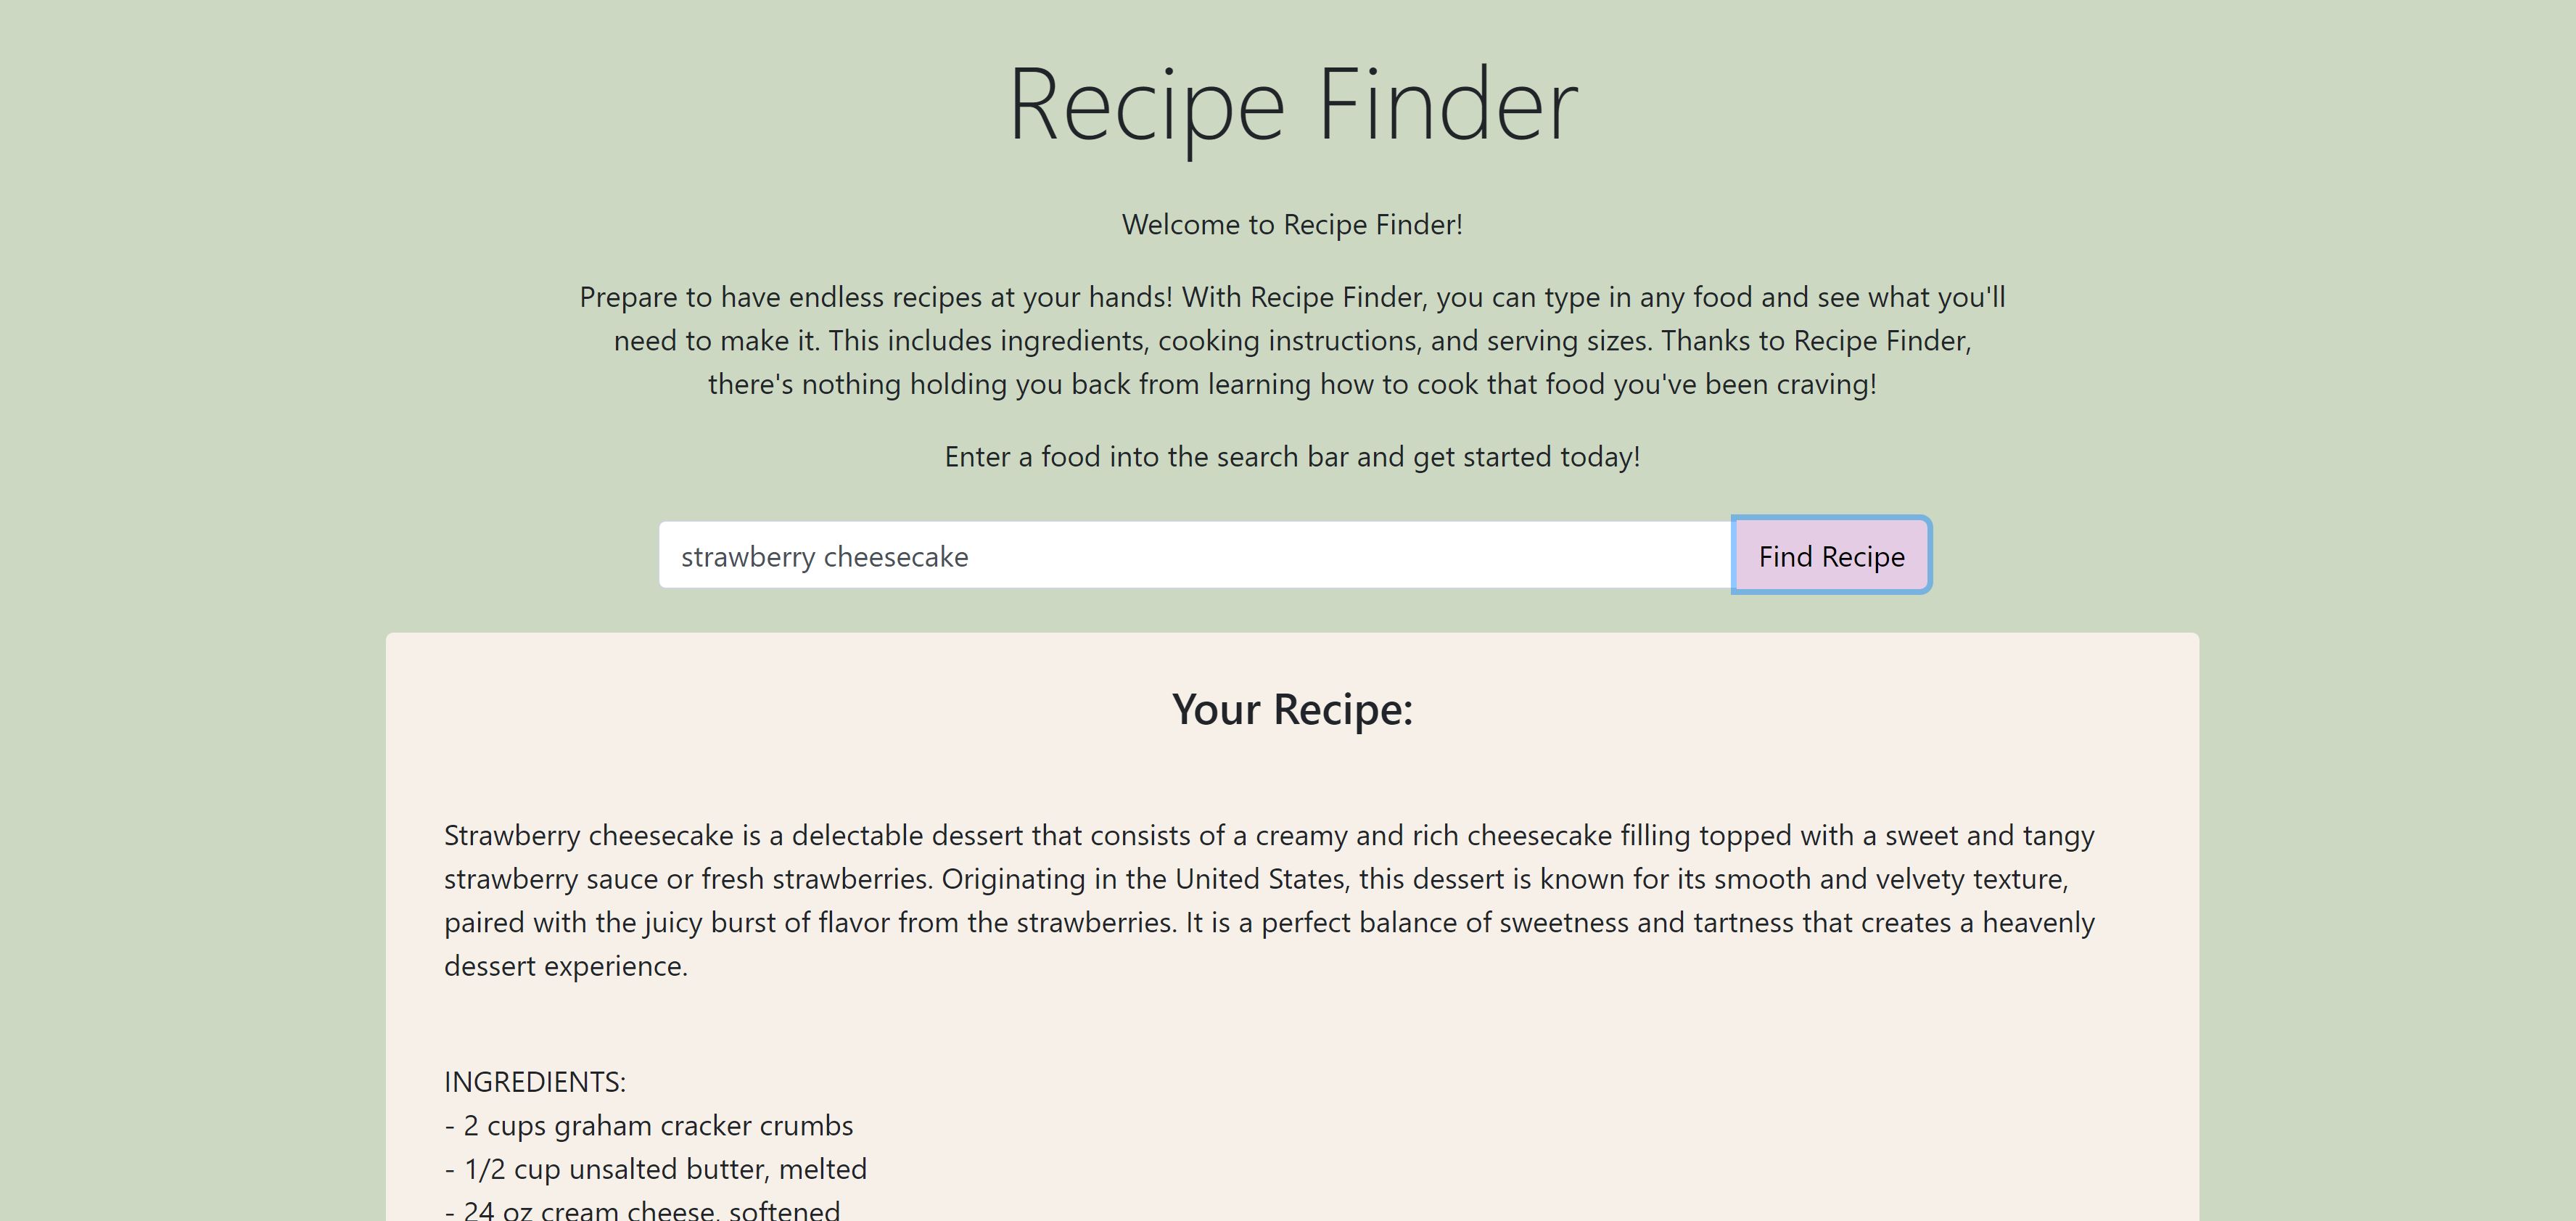 Recipe Finder
Welcome to Recipe Finder!
Prepare to have endless recipes at your hands! With Recipe Finder, you can type in any food and see what you'll
need to make it. This includes ingredients, cooking instructions, and serving sizes. Thanks to Recipe Finder,
there's nothing holding you back from learning how to cook that food you've been craving!
Enter a food into the search bar and get started today!
strawberry cheesecake
Find Recipe
Your Recipe:
Strawberry cheesecake is a delectable dessert that consists of a creamy and rich cheesecake filling topped with a sweet and tangy
strawberry sauce or fresh strawberries. Originating in the United States, this dessert is known for its smooth and velvety texture,
paired with the juicy burst of flavor from the strawberries. It is a perfect balance of sweetness and tartness that creates a heavenly
dessert experience.
INGREDIENTS:
- 2 cups graham cracker crumbs
- 1/2 cup unsalted butter, melted
- 24 oz cream cheese, softened